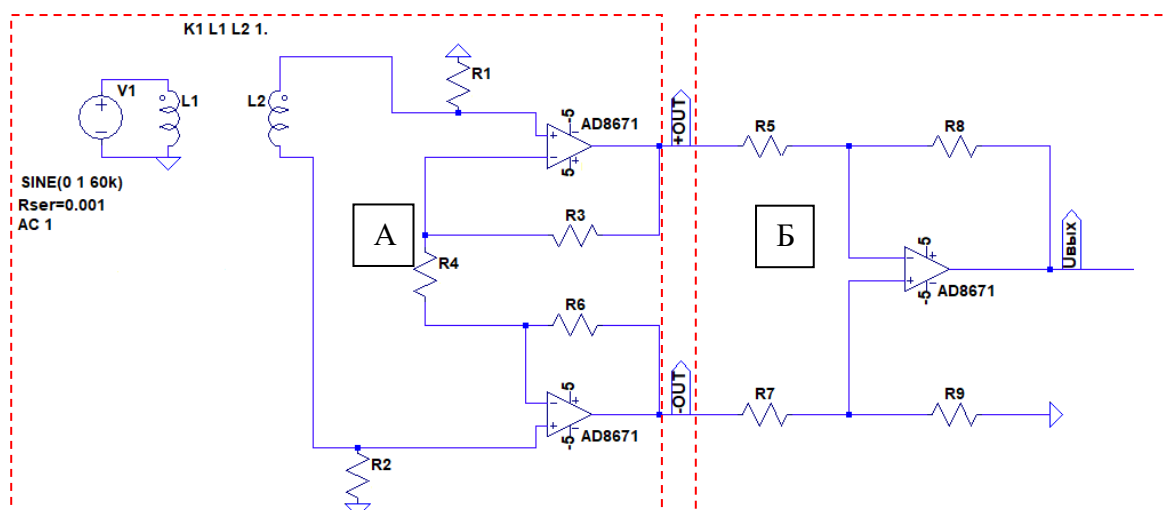 K1 L1 L2 1.
V1
L1
L2
SINE(0 1 60k)
Rser=0.001
AC 1
R1
-5
AD8671
5
+OUT
R3
А
R4
R6
5
-5
AD8671
-OUT
R2
R5
R8
Б
5
-5
AD8671
Uвых
R7
R9